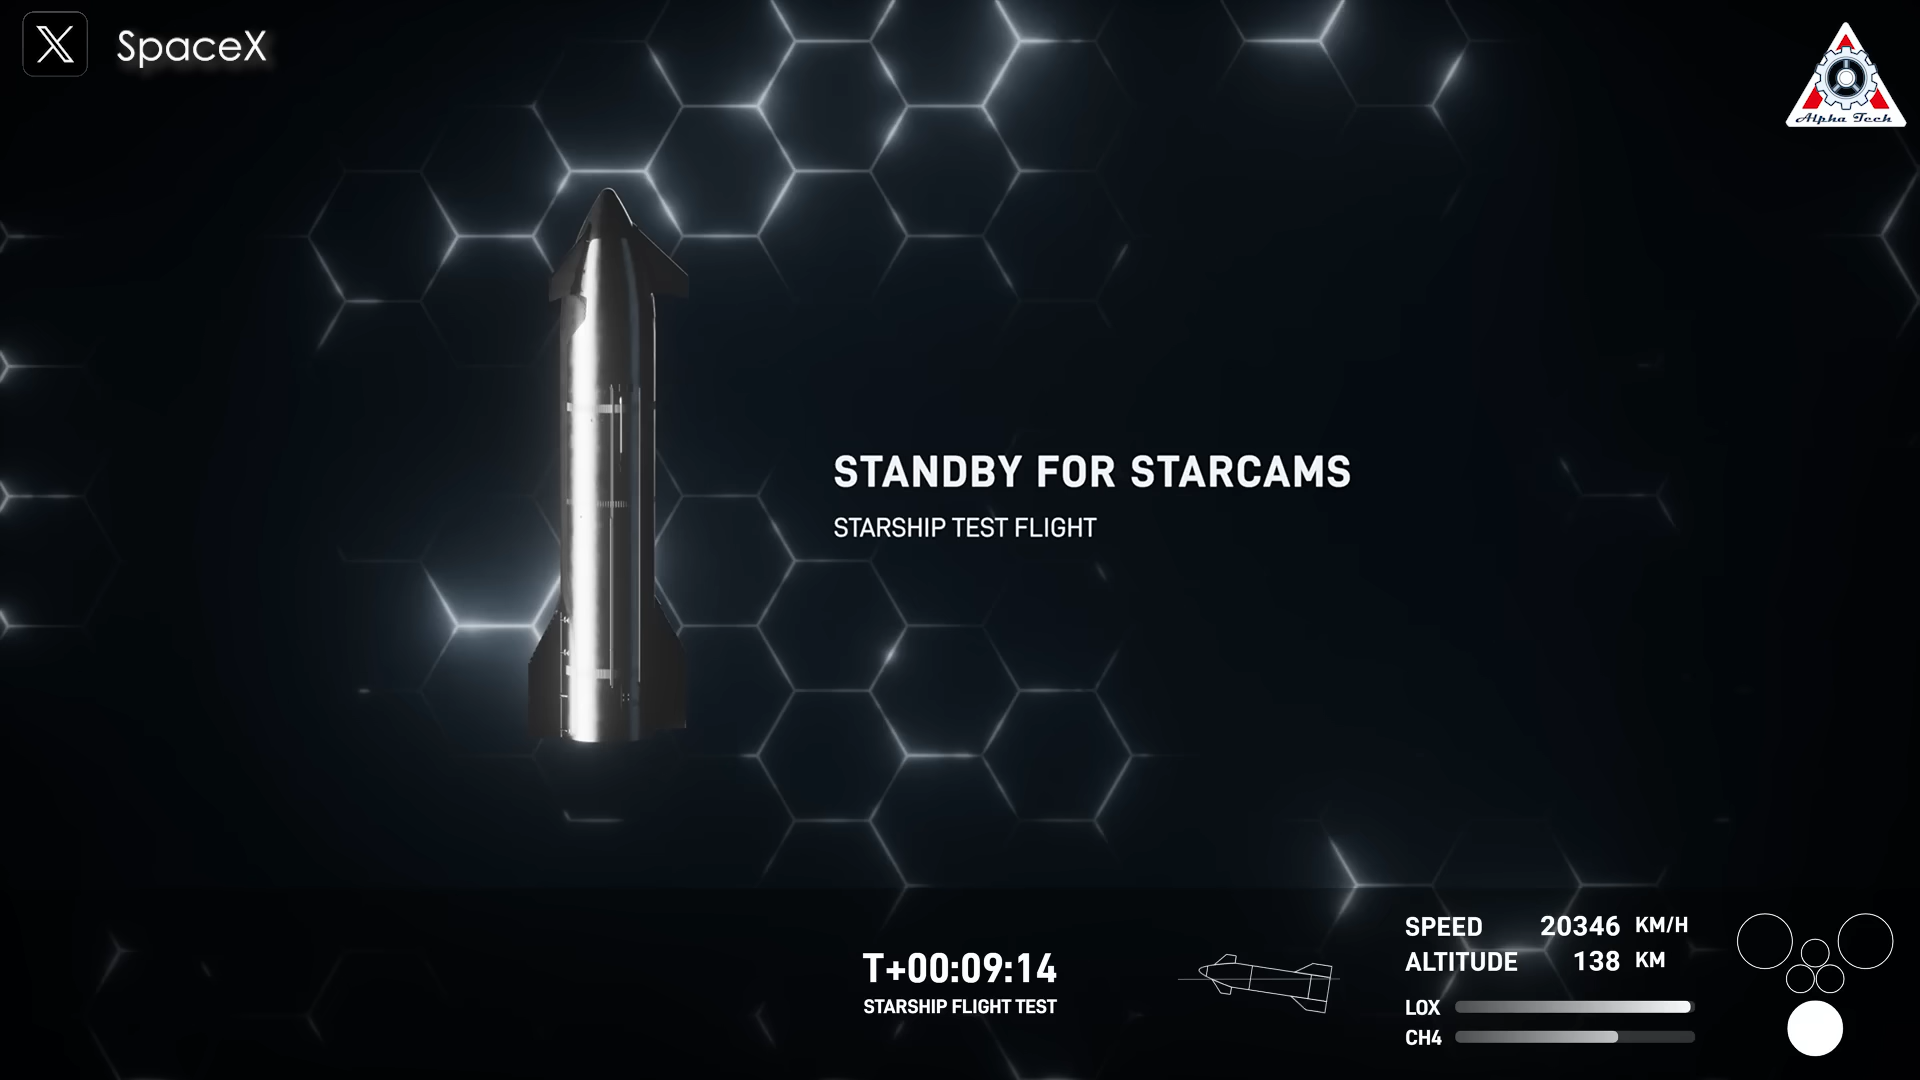 SpaceX
Alpha Tech
STANDBY FOR STARCAMS
STARSHIP TEST FLIGHT
T+00:09:14
STARSHIP FLIGHT TEST
SPEED 20346 KM/H
ALTITUDE 138 KM
LOX
CH4